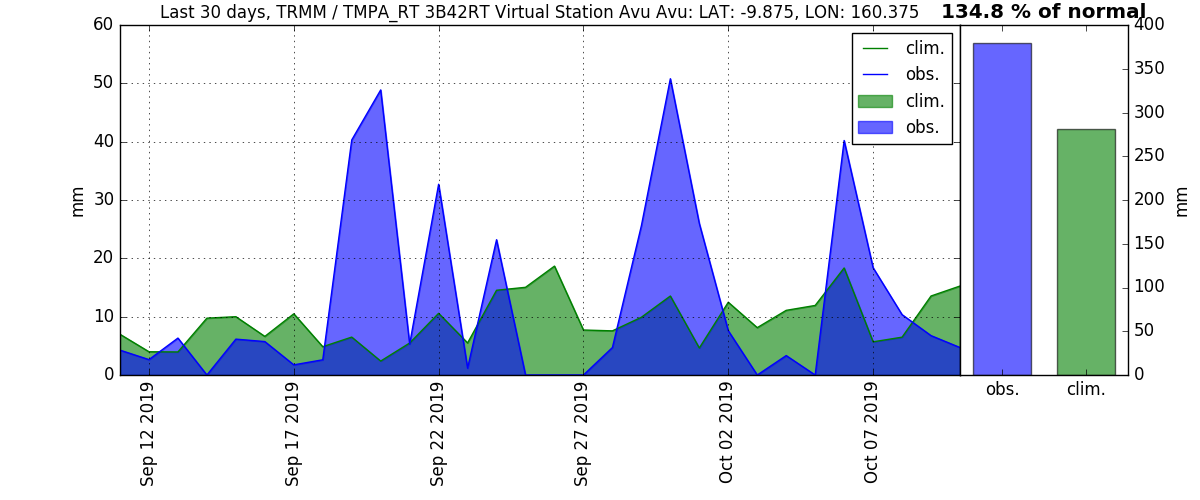 Last 30 days, TRMM / TMPA_RT 3B42RT Virtual Station Avu Avu: LAT: -9.875, LON: 160.375
134.8 % of normal
60
50
40
30
20
10
0
mm
clim.
obs.
clim.
obs.
Sep 12 2019
Sep 17 2019
Sep 22 2019
Sep 27 2019
Oct 02 2019
Oct 07 2019
400
350
300
250
200
150
100
50
0
mm
obs.
clim.